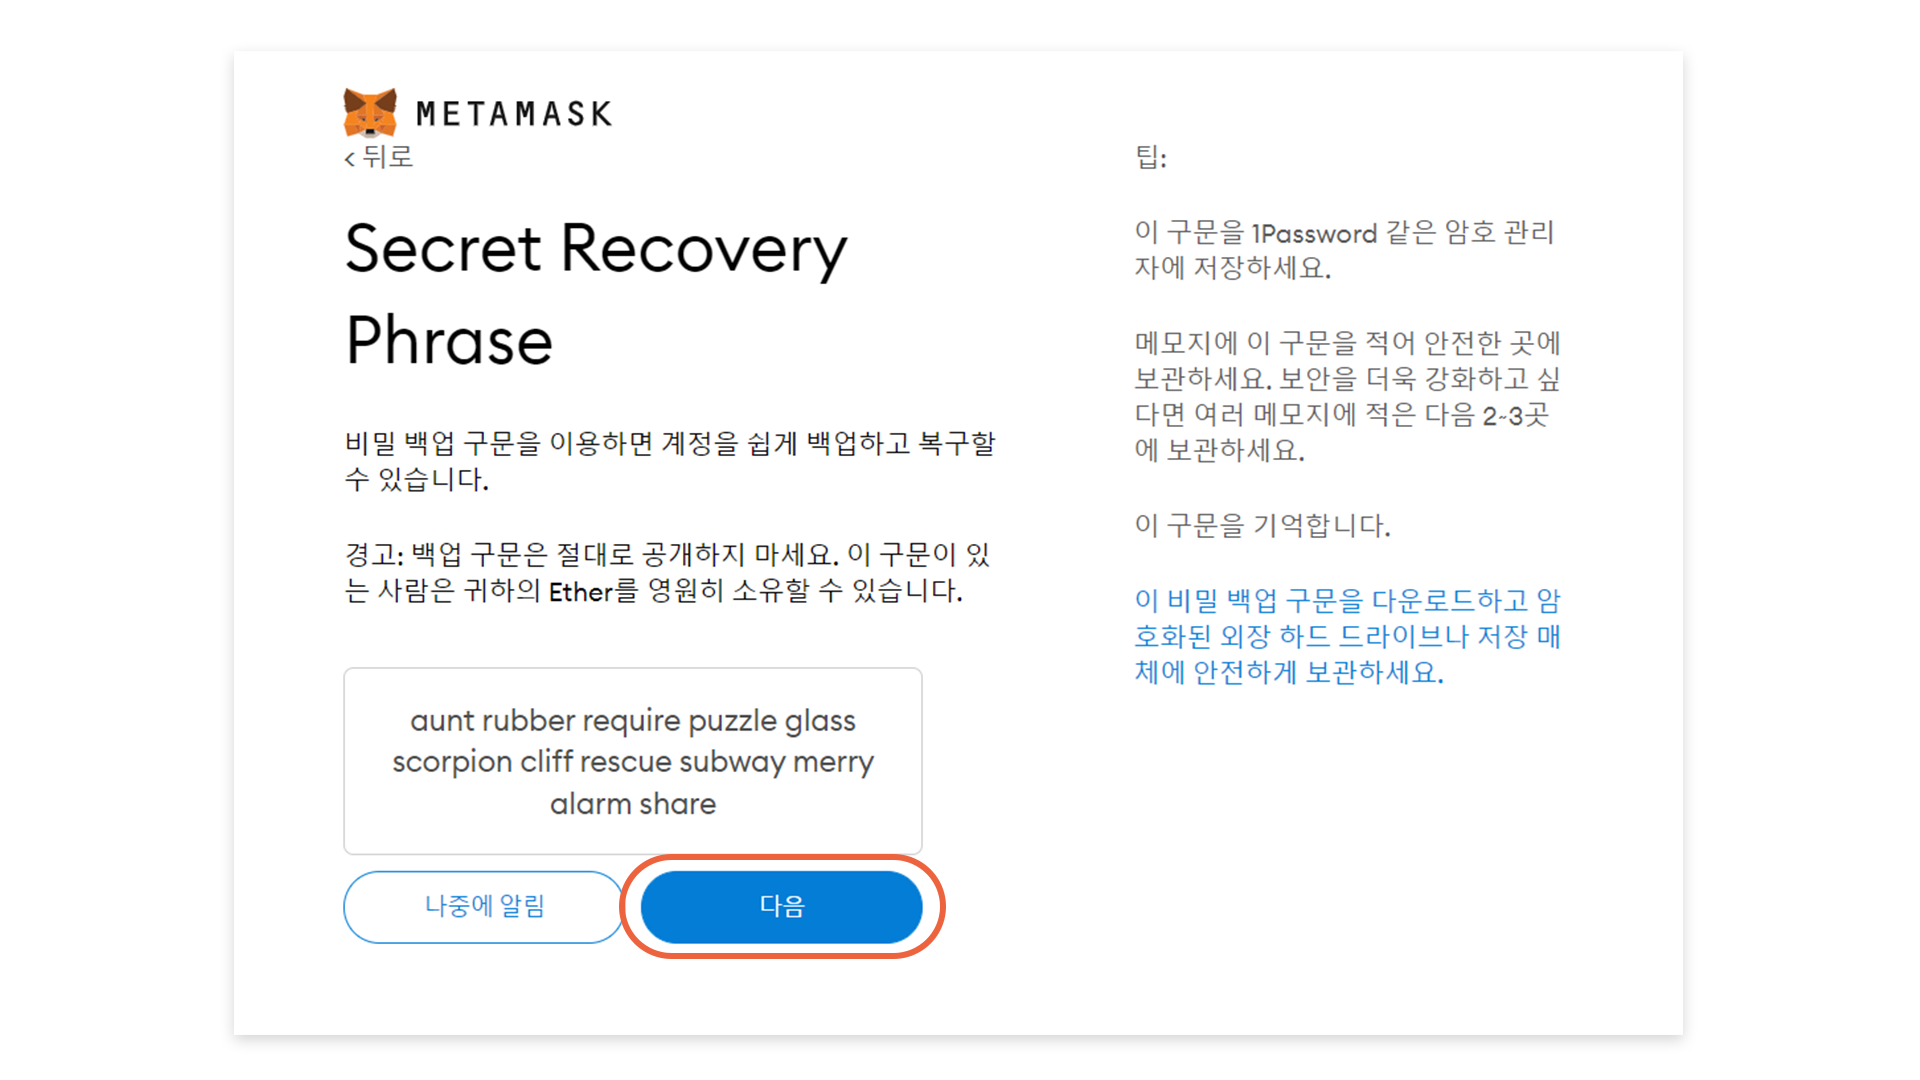 METAMASK
< 뒤로
Secret Recovery
Phrase
비밀 백업 구문을 이용하면 계정을 쉽게 백업하고 복구할
수 있습니다.
경고: 백업 구문은 절대로 공개하지 마세요. 이 구문이 있
는 사람은 귀하의 Ether를 영원히 소유할 수 있습니다.
aunt rubber require puzzle glass
scorpion cliff rescue subway merry
alarm share
나중에 알림
다음
팁:
이 구문을 1Password 같은 암호 관리
자에 저장하세요.
메모지에 이 구문을 적어 안전한 곳에
보관하세요. 보안을 더욱 강화하고 싶
다면 여러 메모지에 적은 다음 2~3곳
에 보관하세요.
이 구문을 기억합니다.
이 비밀 백업 구문을 다운로드하고 암
호화된 외장 하드 드라이브나 저장 매
체에 안전하게 보관하세요.